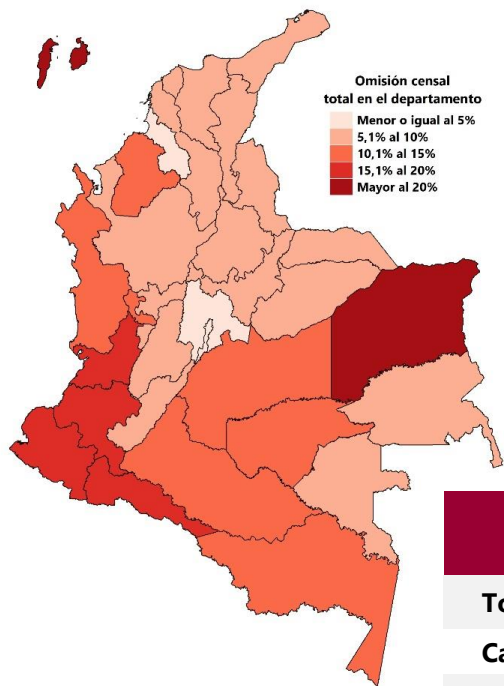 Omisión censal
total en el departamento
Menor o igual al 5%
5,1% al 10%
10,1% al 15%
15,1% al 20%
Mayor al 20%